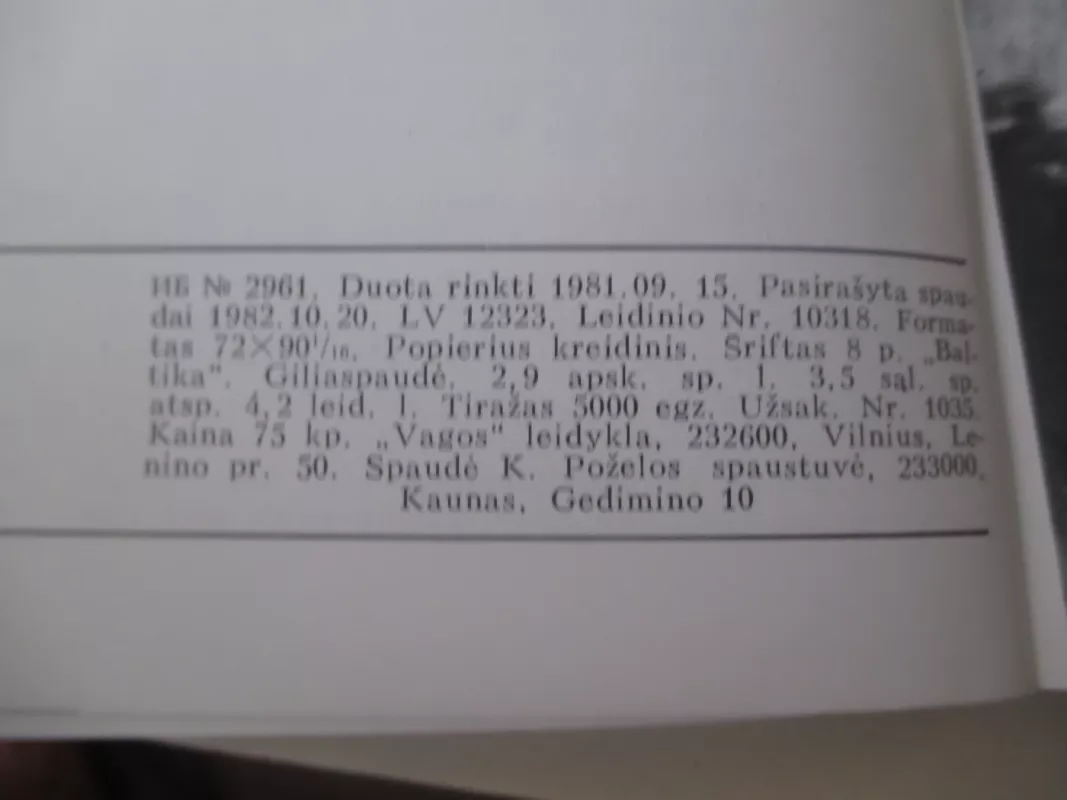 ИБ № 2961. Duota rinkti 1981.09. 15. Pasirašyta spau-
dai 1982.10.20. LV 12323. Leidinio Nr. 10318. Forma-
tas 72×90¹/₁₆. Popierius kreidinis. Šriftas 8 p. „Bal-
tika“. Giliaspaudė. 2,9 apsk. sp. l. 3,5 sąl. sp.
atsp. 4,2 leid. l. Tiražas 5000 egz. Užsak. Nr. 1035.
Kaina 75 kp. „Vagos“ leidykla, 232600, Vilnius, Le-
nino pr. 50. Spaudė K. Poželos spaustuvė, 233000,
Kaunas, Gedimino 10